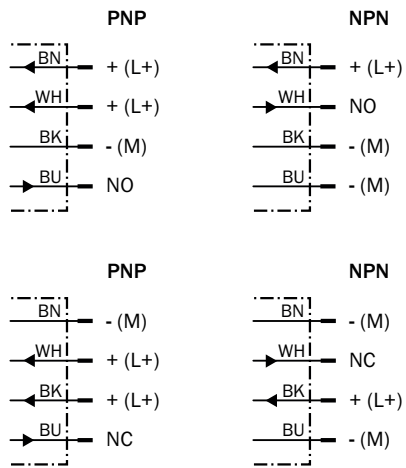 PNP
BN + (L+)
WH + (L+)
BK - (M)
BU NO
NPN
BN + (L+)
WH NO
BK - (M)
BU - (M)
PNP
BN - (M)
WH + (L+)
BK + (L+)
BU NC
NPN
BN - (M)
WH NC
BK + (L+)
BU - (M)